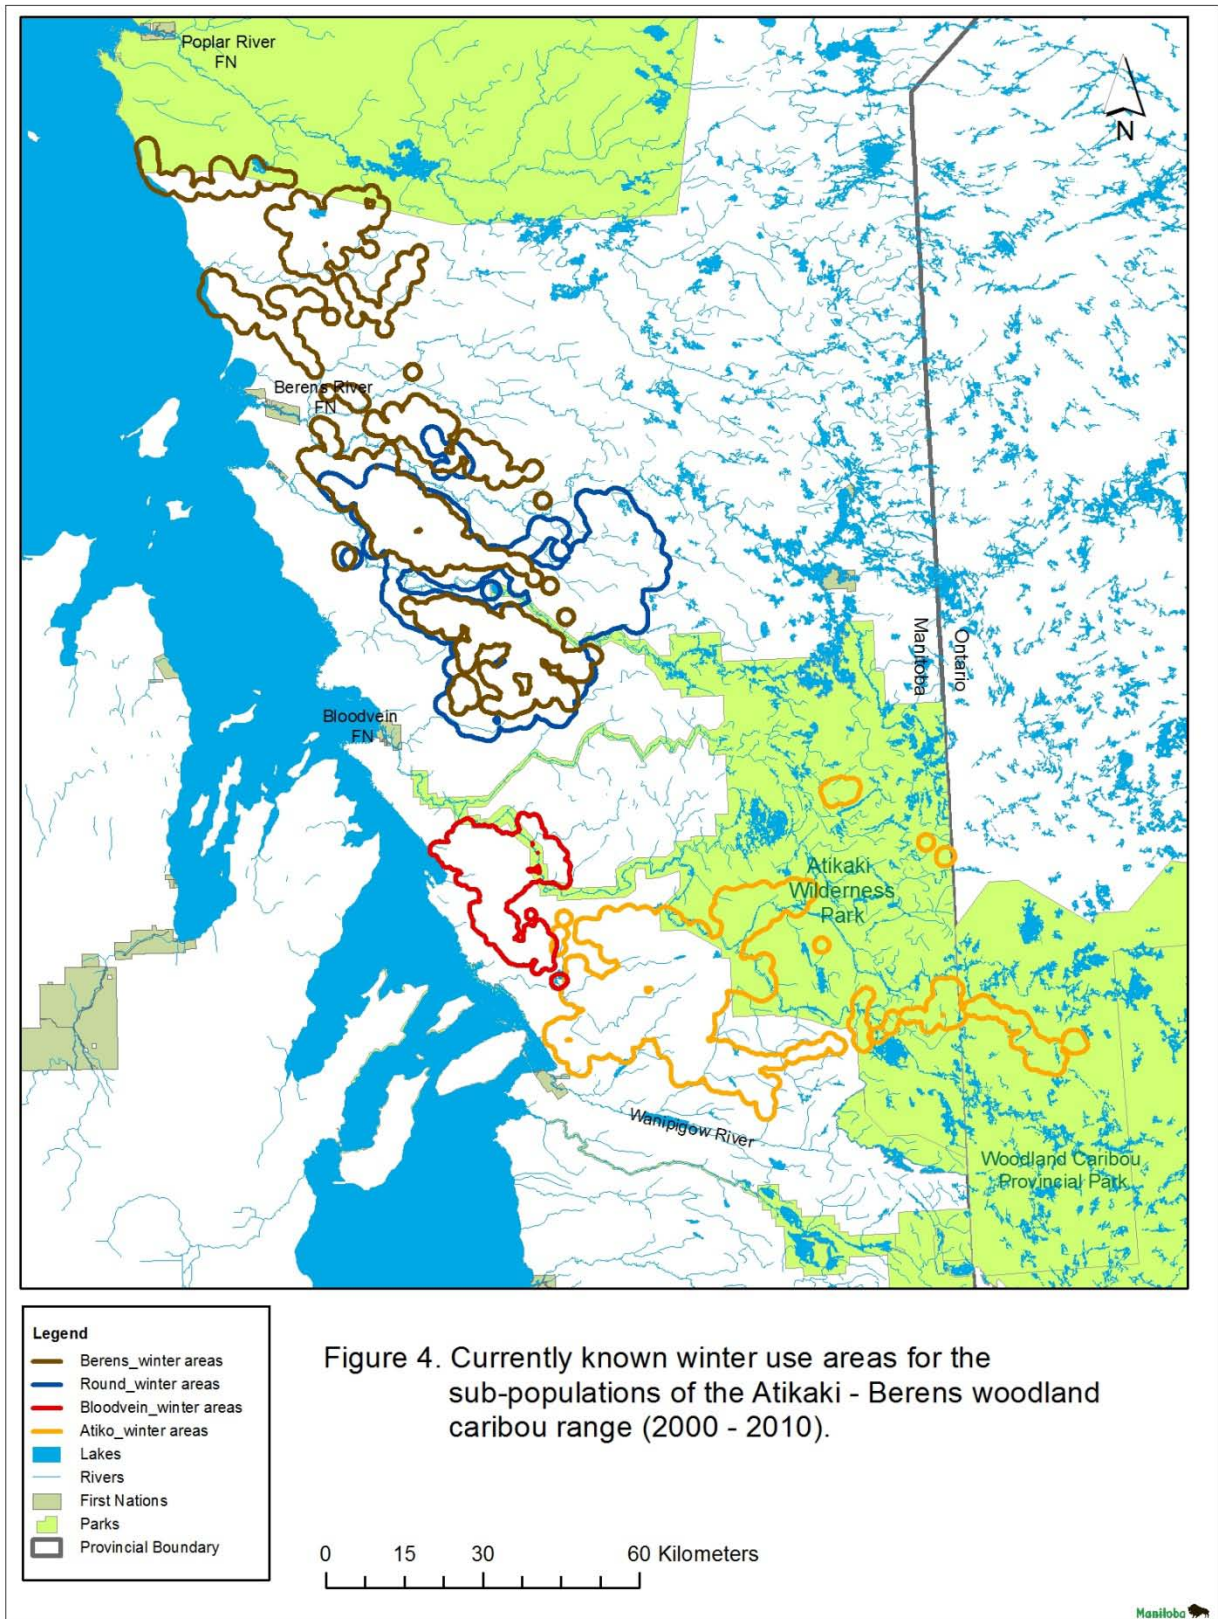 Poplar River
FN
N
Berens River
FN
Manitoba
Ontario
Bloodvein
FN
Atikaki
Wilderness
Park
Wanipigow River
Woodland Caribou
Provincial Park
Legend
Berens_winter areas
Round_winter areas
Bloodvein_winter areas
Atiko_winter areas
Lakes
Rivers
First Nations
Parks
Provincial Boundary
Figure 4. Currently known winter use areas for the
sub-populations of the Atikaki - Berens woodland
caribou range (2000 - 2010).
0 15 30 60 Kilometers
Manitoba